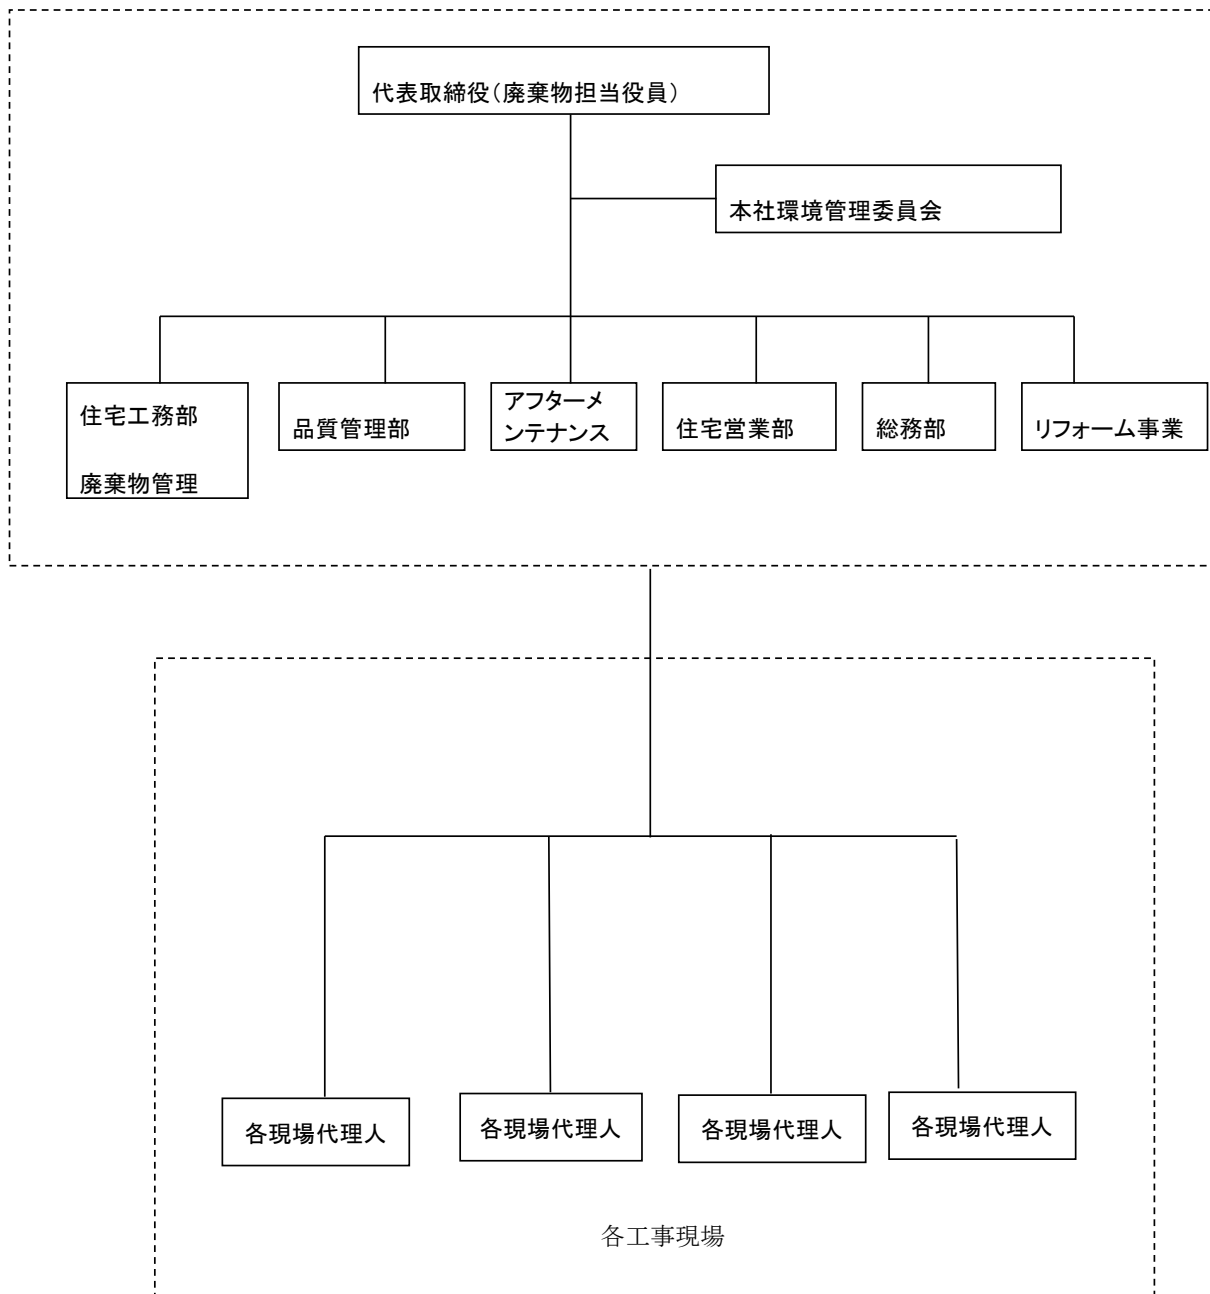 代表取締役（廃棄物担当役員）
本社環境管理委員会
住宅工務部
廃棄物管理
品質管理部
アフターメ
ンテナンス
住宅営業部
総務部
リフォーム事業
各現場代理人
各現場代理人
各現場代理人
各現場代理人
各工事現場